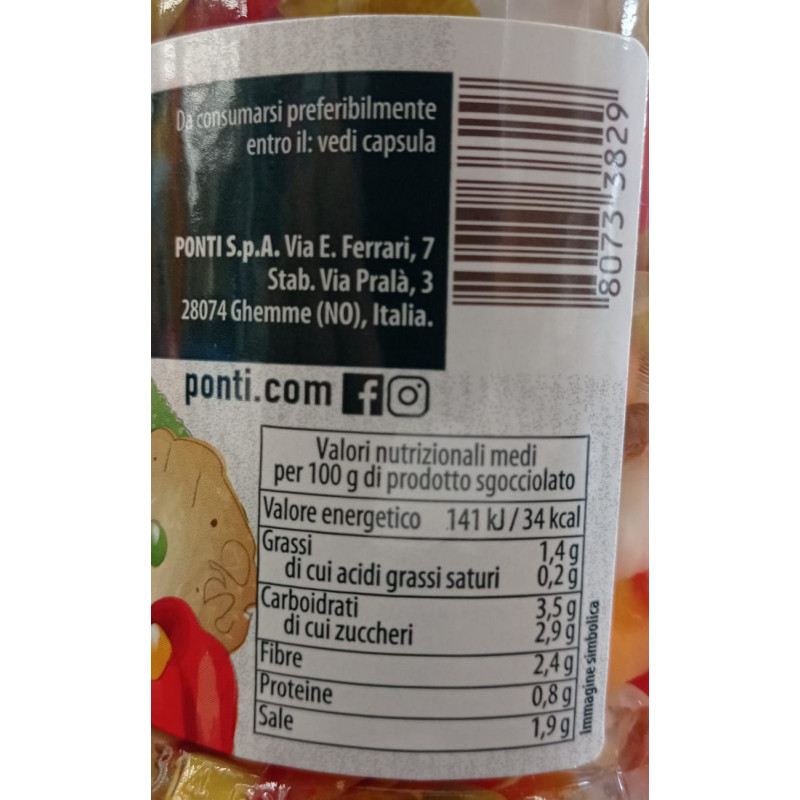 Da consumarsi preferibilmente
entro il: vedi capsula
PONTI S.p.A. Via E. Ferrari, 7
Stab. Via Pralà, 3
28074 Ghemme (NO), Italia.
ponti.com
8073 3829
Valori nutrizionali medi
per 100 g di prodotto sgocciolato
Valore energetico 141 kJ / 34 kcal
Grassi 1,4 g
di cui acidi grassi saturi 0,2 g
Carboidrati 3,5 g
di cui zuccheri 2,9 g
Fibre 2,4 g
Proteine 0,8 g
Sale 1,9 g
Immagine simbolica